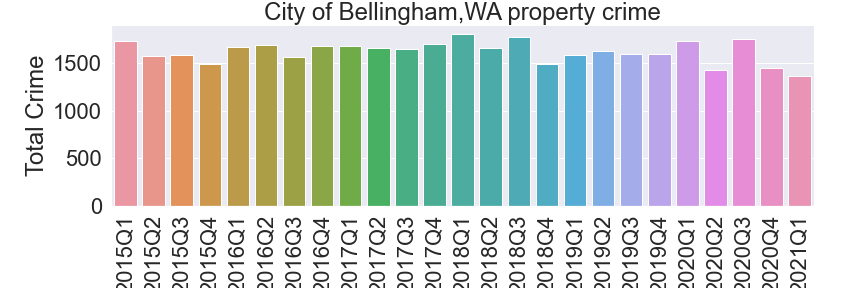 City of Bellingham,WA property crime
Total Crime
1500
1000
500
0
2015Q1
2015Q2
2015Q3
2015Q4
2016Q1
2016Q2
2016Q3
2016Q4
2017Q1
2017Q2
2017Q3
2017Q4
2018Q1
2018Q2
2018Q3
2018Q4
2019Q1
2019Q2
2019Q3
2019Q4
2020Q1
2020Q2
2020Q3
2020Q4
2021Q1